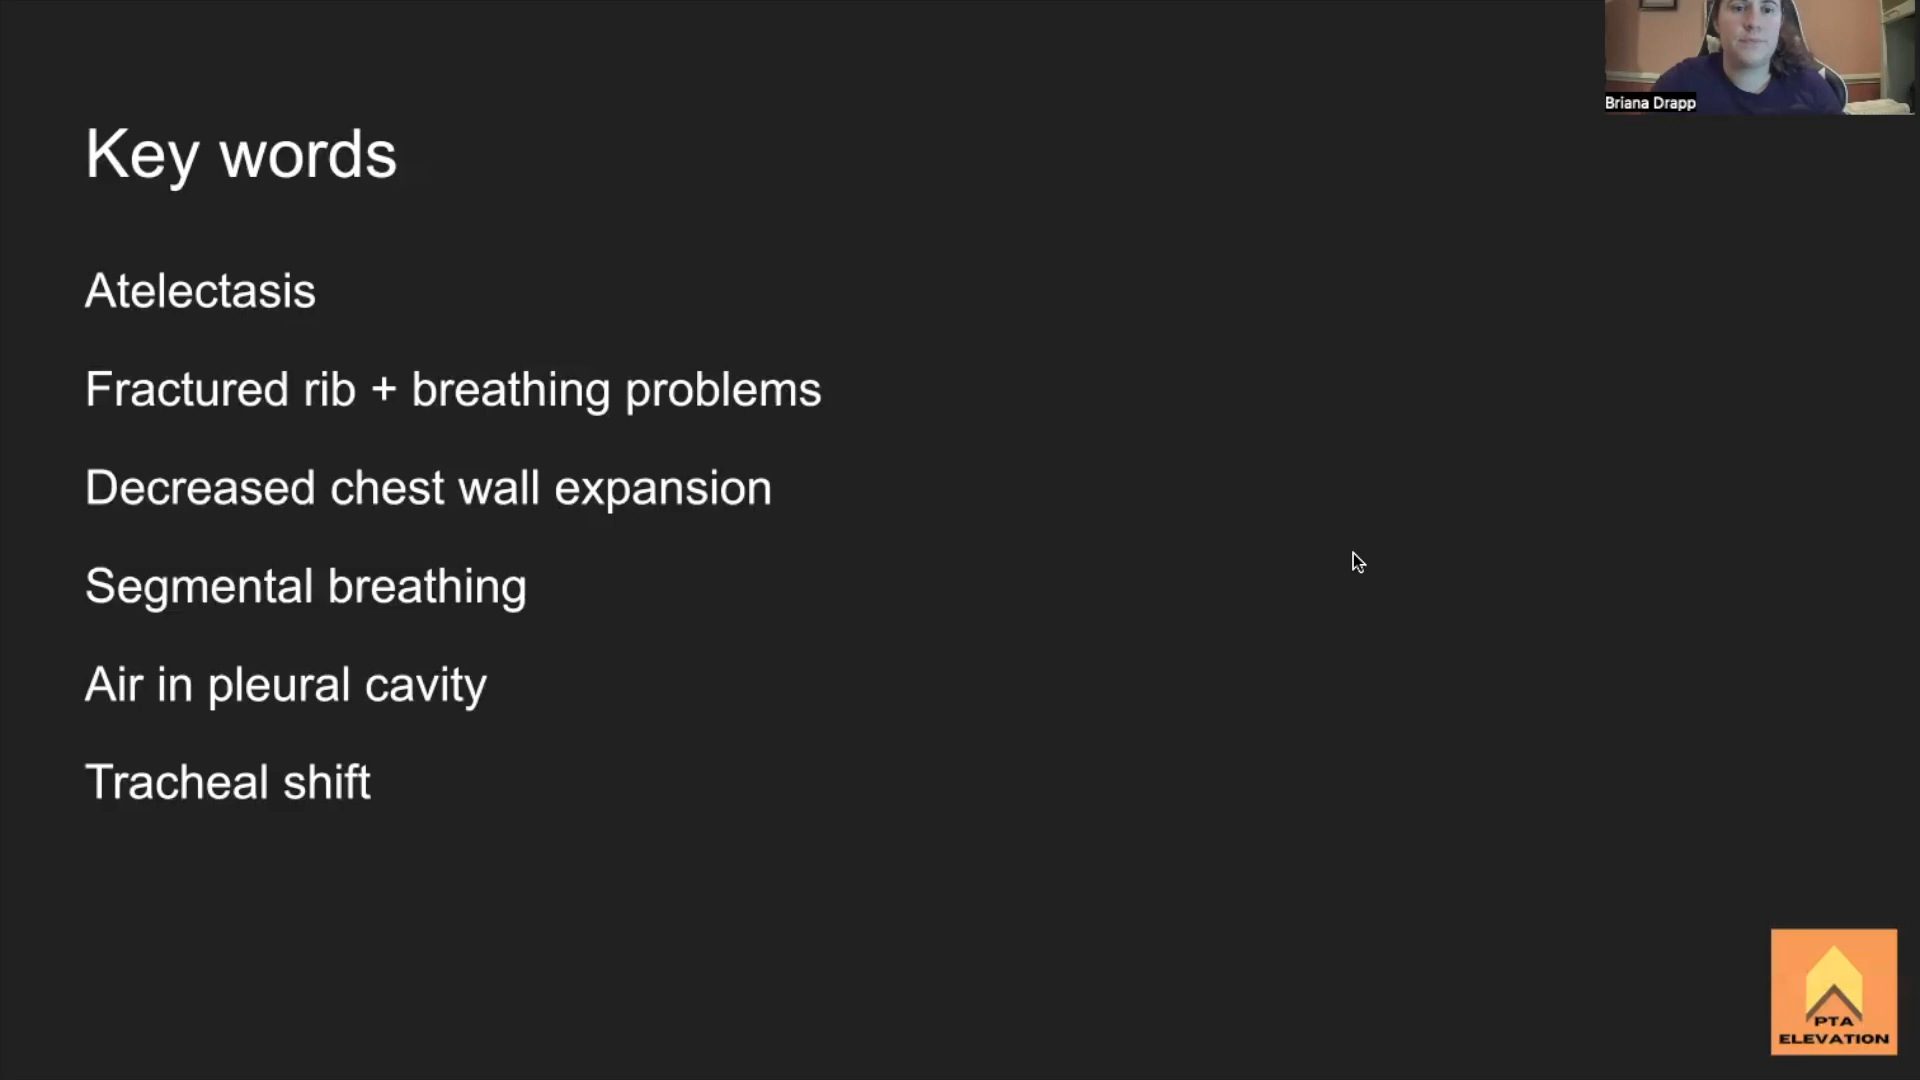 Briana Drapp
Key words
Atelectasis
Fractured rib + breathing problems
Decreased chest wall expansion
Segmental breathing
Air in pleural cavity
Tracheal shift
PTA
ELEVATION